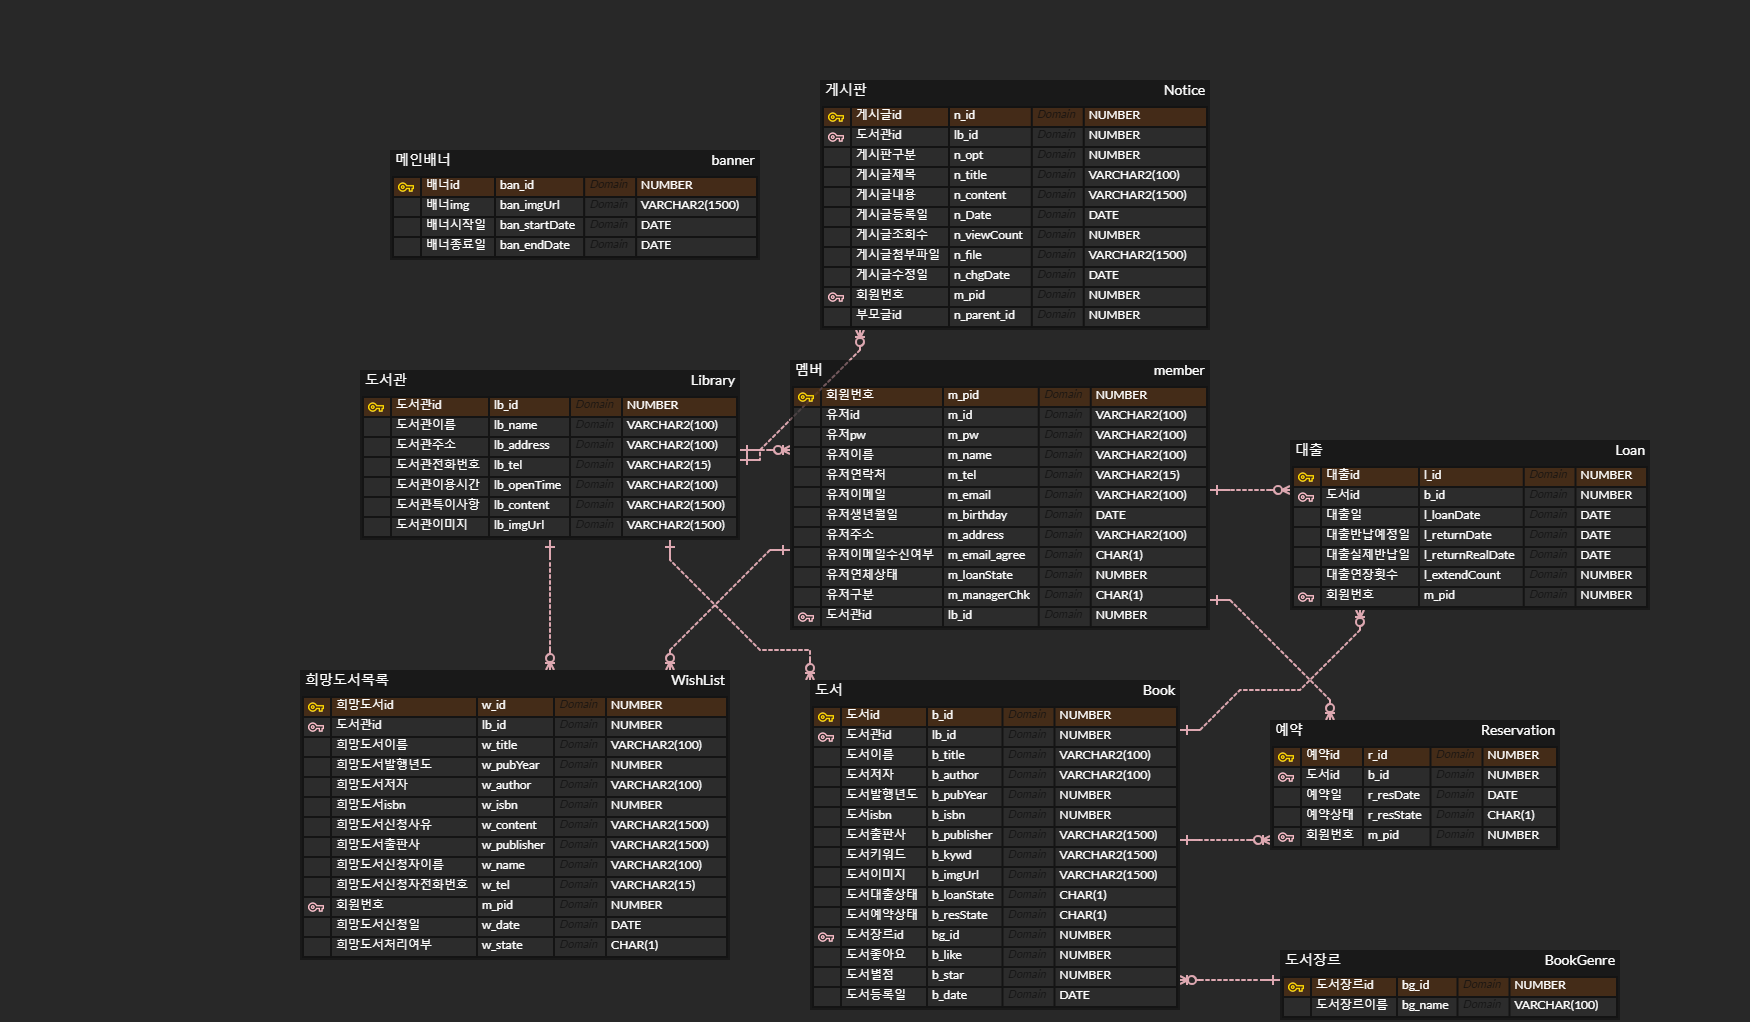 게시판 Notice
게시글id n_id Domain NUMBER
도서관id lb_id Domain NUMBER
게시판구분 n_opt Domain NUMBER
게시글제목 n_title Domain VARCHAR2(100)
게시글내용 n_content Domain VARCHAR2(1500)
게시글등록일 n_Date Domain DATE
게시글조회수 n_viewCount Domain NUMBER
게시글첨부파일 n_file Domain VARCHAR2(1500)
게시글수정일 n_chgDate Domain DATE
회원번호 m_pid Domain NUMBER
부모글id n_parent_id Domain NUMBER
메인배너 banner
배너id ban_id Domain NUMBER
배너img ban_imgUrl Domain VARCHAR2(1500)
배너시작일 ban_startDate Domain DATE
배너종료일 ban_endDate Domain DATE
도서관 Library
도서관id lb_id Domain NUMBER
도서관이름 lb_name Domain VARCHAR2(100)
도서관주소 lb_address Domain VARCHAR2(100)
도서관전화번호 lb_tel Domain VARCHAR2(15)
도서관이용시간 lb_openTime Domain VARCHAR2(100)
도서관특이사항 lb_content Domain VARCHAR2(1500)
도서관이미지 lb_imgUrl Domain VARCHAR2(1500)
멤버 member
회원번호 m_pid Domain NUMBER
유저id m_id Domain VARCHAR2(100)
유저pw m_pw Domain VARCHAR2(100)
유저이름 m_name Domain VARCHAR2(100)
유저연락처 m_tel Domain VARCHAR2(15)
유저이메일 m_email Domain VARCHAR2(100)
유저생년월일 m_birthday Domain DATE
유저주소 m_address Domain VARCHAR2(100)
유저이메일수신여부 m_email_agree Domain CHAR(1)
유저연체상태 m_loanState Domain NUMBER
유저구분 m_managerChk Domain CHAR(1)
도서관id lb_id Domain NUMBER
대출 Loan
대출id l_id Domain NUMBER
도서id b_id Domain NUMBER
대출일 l_loanDate Domain DATE
대출반납예정일 l_returnDate Domain DATE
대출실제반납일 l_returnRealDate Domain DATE
대출연장횟수 l_extendCount Domain NUMBER
회원번호 m_pid Domain NUMBER
희망도서목록 WishList
희망도서id w_id Domain NUMBER
도서관id lb_id Domain NUMBER
희망도서이름 w_title Domain VARCHAR2(100)
희망도서발행년도 w_pubYear Domain NUMBER
희망도서저자 w_author Domain VARCHAR2(100)
희망도서isbn w_isbn Domain NUMBER
희망도서신청사유 w_content Domain VARCHAR2(1500)
희망도서출판사 w_publisher Domain VARCHAR2(1500)
희망도서신청자이름 w_name Domain VARCHAR2(100)
희망도서신청자전화번호 w_tel Domain VARCHAR2(15)
회원번호 m_pid Domain NUMBER
희망도서신청일 w_date Domain DATE
희망도서처리여부 w_state Domain CHAR(1)
도서 Book
도서id b_id Domain NUMBER
도서관id lb_id Domain NUMBER
도서이름 b_title Domain VARCHAR2(100)
도서저자 b_author Domain VARCHAR2(100)
도서발행년도 b_pubYear Domain NUMBER
도서isbn b_isbn Domain NUMBER
도서출판사 b_publisher Domain VARCHAR2(1500)
도서키워드 b_kywd Domain VARCHAR2(1500)
도서이미지 b_imgUrl Domain VARCHAR2(1500)
도서대출상태 b_loanState Domain CHAR(1)
도서예약상태 b_resState Domain CHAR(1)
도서장르id bg_id Domain NUMBER
도서좋아요 b_like Domain NUMBER
도서별점 b_star Domain NUMBER
도서등록일 b_date Domain DATE
예약 Reservation
예약id r_id Domain NUMBER
도서id b_id Domain NUMBER
예약일 r_resDate Domain DATE
예약상태 r_resState Domain CHAR(1)
회원번호 m_pid Domain NUMBER
도서장르 BookGenre
도서장르id bg_id Domain NUMBER
도서장르이름 bg_name Domain VARCHAR(100)